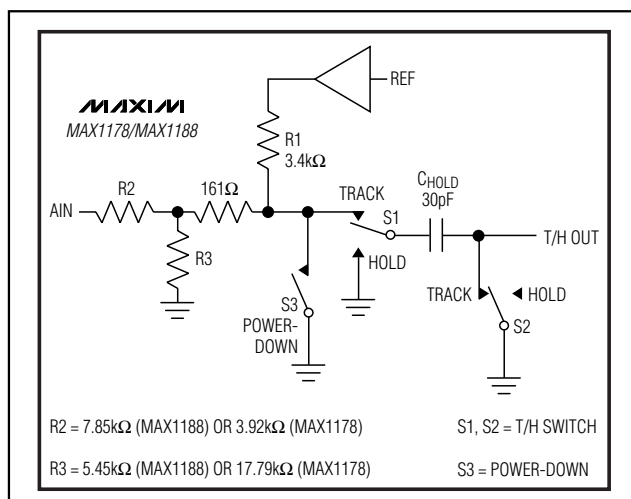 REF
MAXIM
MAX1178/MAX1188
R1
3.4kΩ
R2
161Ω
TRACK
CHOLD
30pF
AIN
S1
T/H OUT
R3
HOLD
TRACK
HOLD
S3
POWER-
DOWN
S2
R2 = 7.85kΩ (MAX1188) OR 3.92kΩ (MAX1178)
S1, S2 = T/H SWITCH
R3 = 5.45kΩ (MAX1188) OR 17.79kΩ (MAX1178)
S3 = POWER-DOWN